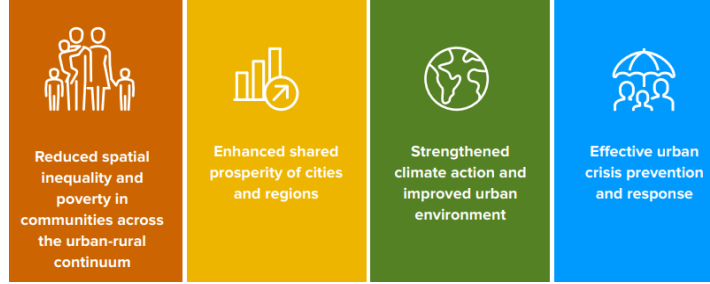 Reduced spatial
inequality and
poverty in
communities across
the urban-rural
continuum
Enhanced shared
prosperity of cities
and regions
Strengthened
climate action and
improved urban
environment
Effective urban
crisis prevention
and response